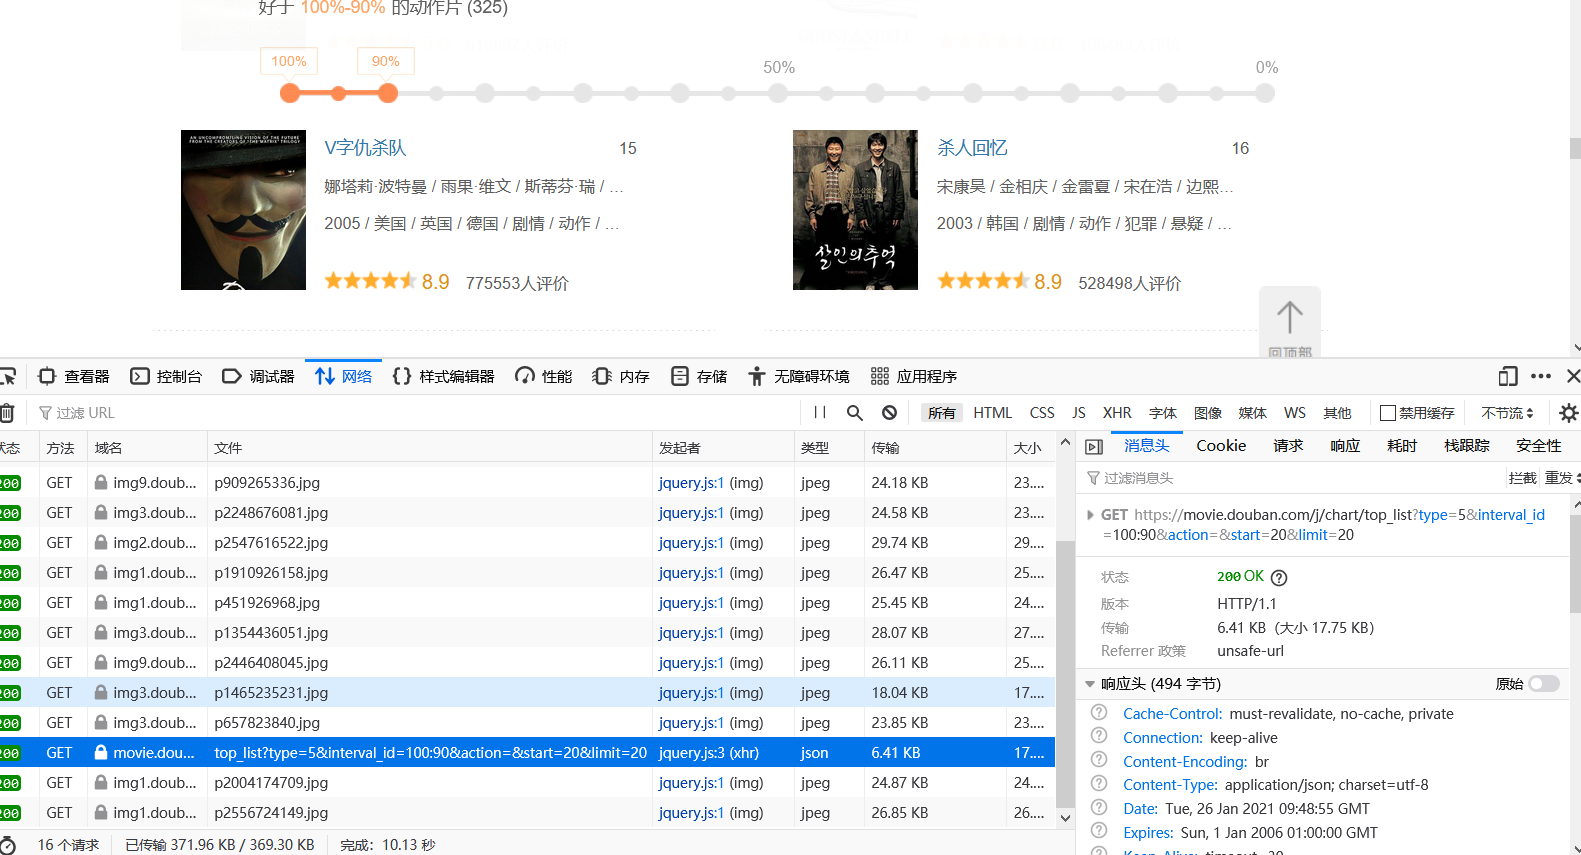 好于 100%-90% 的动作片 (325)
100%
90%
50%
0%
AN UNCOMPROMISING VISION OF THE FUTURE
FROM THE CREATORS OF "THE MATRIX" TRILOGY
V字仇杀队 15
娜塔莉·波特曼 / 雨果·维文 / 斯蒂芬·瑞 / ...
2005 / 美国 / 英国 / 德国 / 剧情 / 动作 / ...
8.9 775553人评价
살인의추억
杀人回忆 16
宋康昊 / 金相庆 / 金雷夏 / 宋在浩 / 边熙...
2003 / 韩国 / 剧情 / 动作 / 犯罪 / 悬疑 / ...
8.9 528498人评价
回顶部
查看器 控制台 调试器 网络 样式编辑器 性能 内存 存储 无障碍环境 应用程序
过滤 URL
所有 HTML CSS JS XHR 字体 图像 媒体 WS 其他 禁用缓存 不节流
状态 方法 域名 文件 发起者 类型 传输 大小
200 GET img9.doub... p909265336.jpg jquery.js:1 (img) jpeg 24.18 KB 23....
200 GET img3.doub... p2248676081.jpg jquery.js:1 (img) jpeg 24.58 KB 23....
200 GET img2.doub... p2547616522.jpg jquery.js:1 (img) jpeg 29.74 KB 29....
200 GET img1.doub... p1910926158.jpg jquery.js:1 (img) jpeg 26.47 KB 25....
200 GET img1.doub... p451926968.jpg jquery.js:1 (img) jpeg 25.45 KB 24....
200 GET img3.doub... p1354436051.jpg jquery.js:1 (img) jpeg 28.07 KB 27....
200 GET img9.doub... p2446408045.jpg jquery.js:1 (img) jpeg 26.11 KB 25....
200 GET img3.doub... p1465235231.jpg jquery.js:1 (img) jpeg 18.04 KB 17....
200 GET img3.doub... p657823840.jpg jquery.js:1 (img) jpeg 23.85 KB 23....
200 GET movie.dou... top_list?type=5&interval_id=100:90&action=&start=20&limit=20 jquery.js:3 (xhr) json 6.41 KB 17....
200 GET img1.doub... p2004174709.jpg jquery.js:1 (img) jpeg 24.87 KB 24....
200 GET img1.doub... p2556724149.jpg jquery.js:1 (img) jpeg 26.85 KB 26....
16 个请求 已传输 371.96 KB / 369.30 KB 完成：10.13 秒
消息头 Cookie 请求 响应 耗时 栈跟踪 安全性
过滤消息头 拦截 重发
GET https://movie.douban.com/j/chart/top_list?type=5&interval_id
=100:90&action=&start=20&limit=20
状态 200 OK
版本 HTTP/1.1
传输 6.41 KB (大小 17.75 KB)
Referrer 政策 unsafe-url
响应头 (494 字节) 原始
Cache-Control: must-revalidate, no-cache, private
Connection: keep-alive
Content-Encoding: br
Content-Type: application/json; charset=utf-8
Date: Tue, 26 Jan 2021 09:48:55 GMT
Expires: Sun, 1 Jan 2006 01:00:00 GMT
Keep-Alive: timeout=30